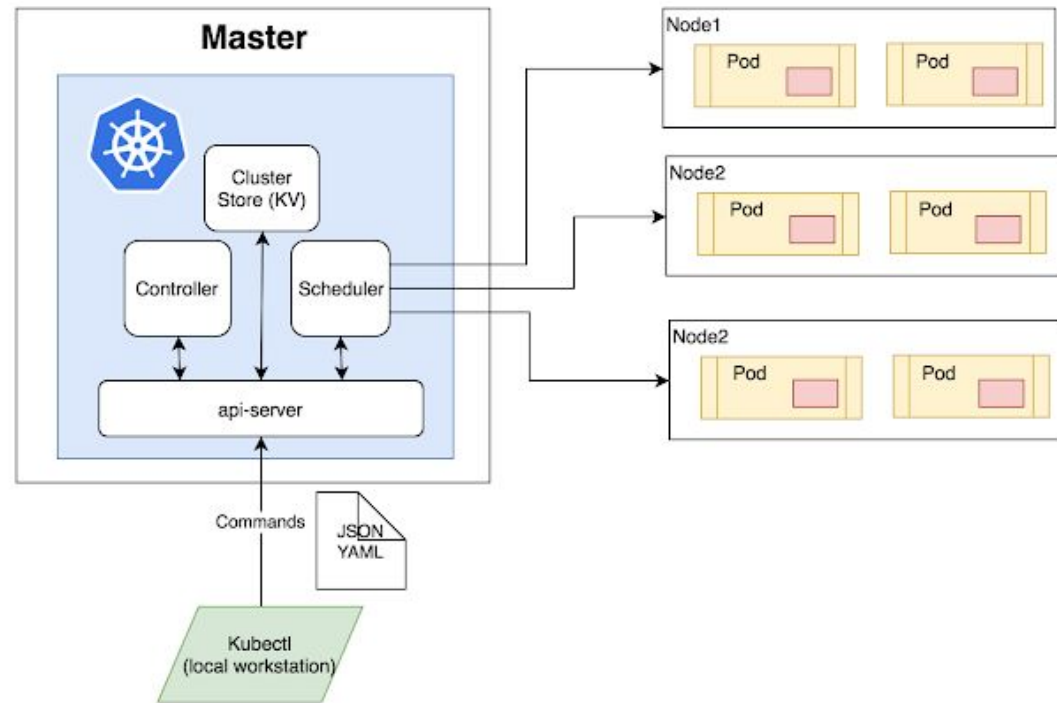 Master
Cluster
Store (KV)
Controller
Scheduler
api-server
Commands
JSON
YAML
Kubectl
(local workstation)
Node1
Pod
Pod
Node2
Pod
Pod
Node2
Pod
Pod